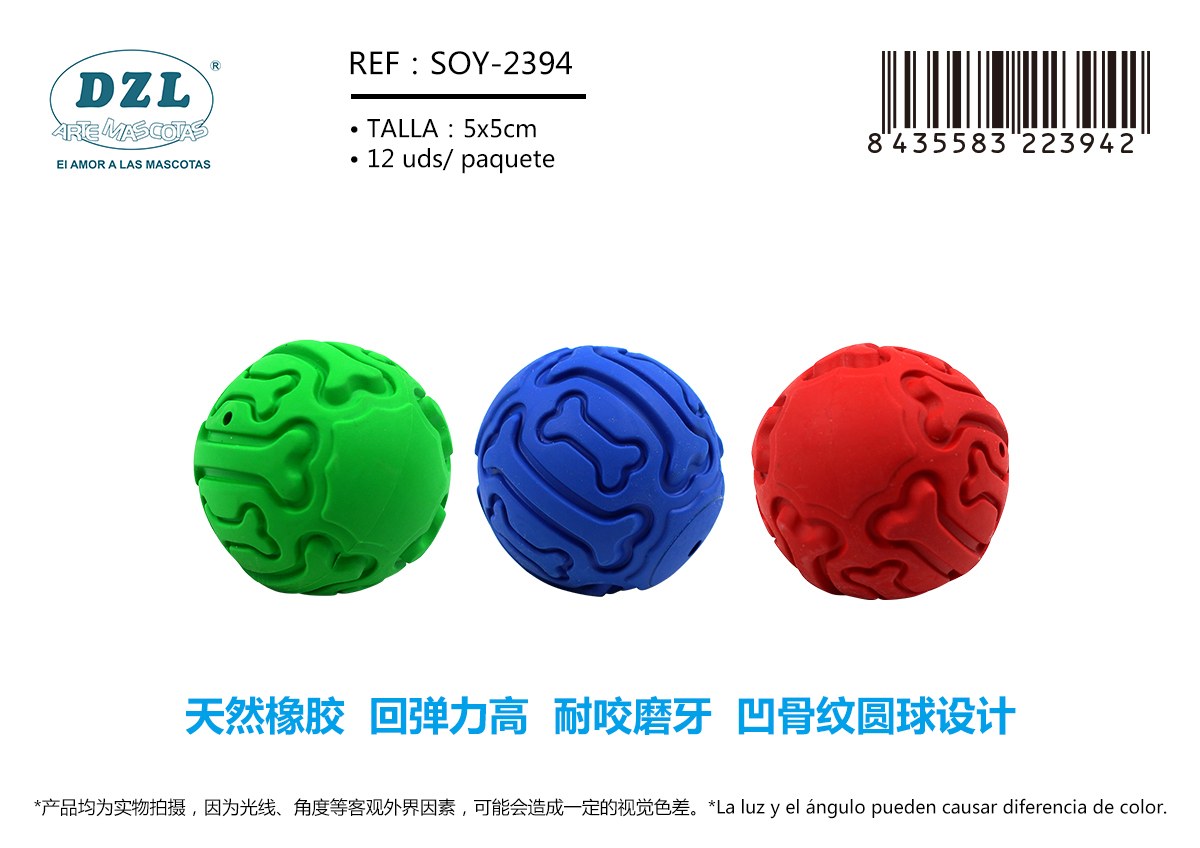 DZL®
ARTE MASCOTAS
El AMOR A LAS MASCOTAS
REF：SOY-2394
• TALLA：5x5cm
• 12 uds/ paquete
8 435583 223942
天然橡胶 回弹力高 耐咬磨牙 凹骨纹圆球设计
*产品均为实物拍摄，因为光线、角度等客观外界因素，可能会造成一定的视觉色差。*La luz y el ángulo pueden causar diferencia de color.